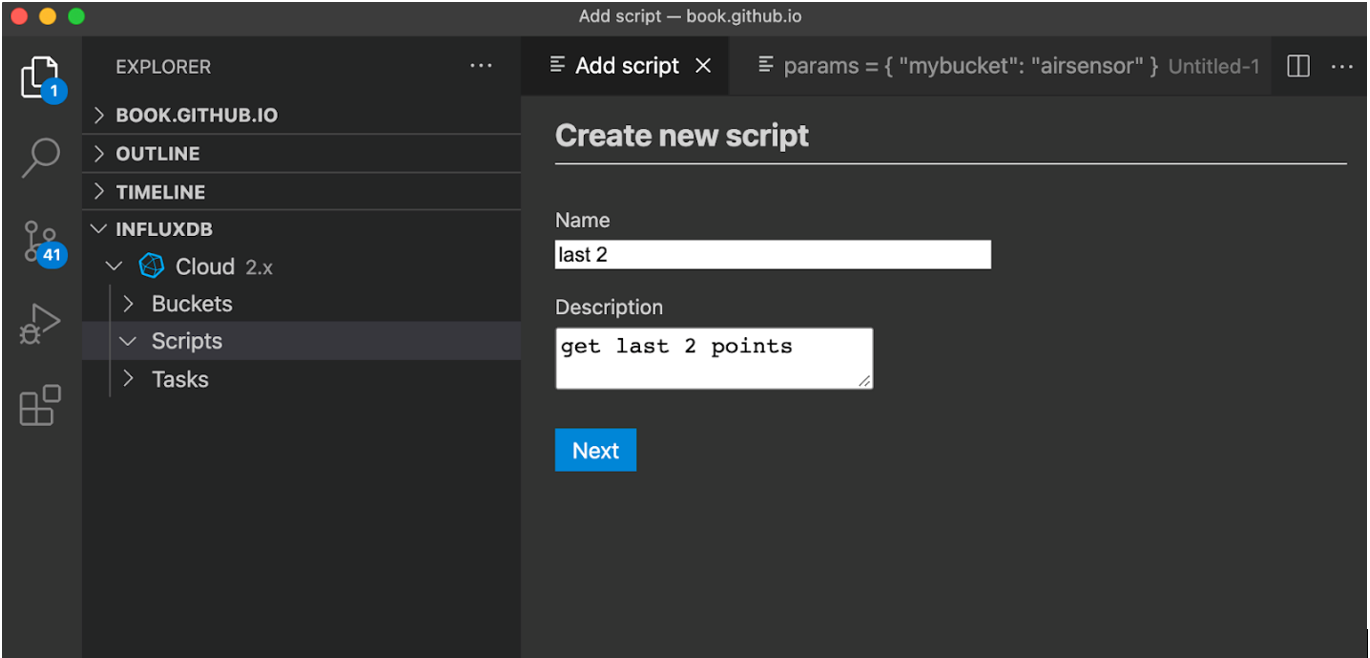 Add script — book.github.io
1
41
EXPLORER
BOOK.GITHUB.IO
OUTLINE
TIMELINE
INFLUXDB
Cloud 2.x
Buckets
Scripts
Tasks
Add script
params = { "mybucket": "airsensor" } Untitled-1
Create new script
Name
last 2
Description
get last 2 points
Next